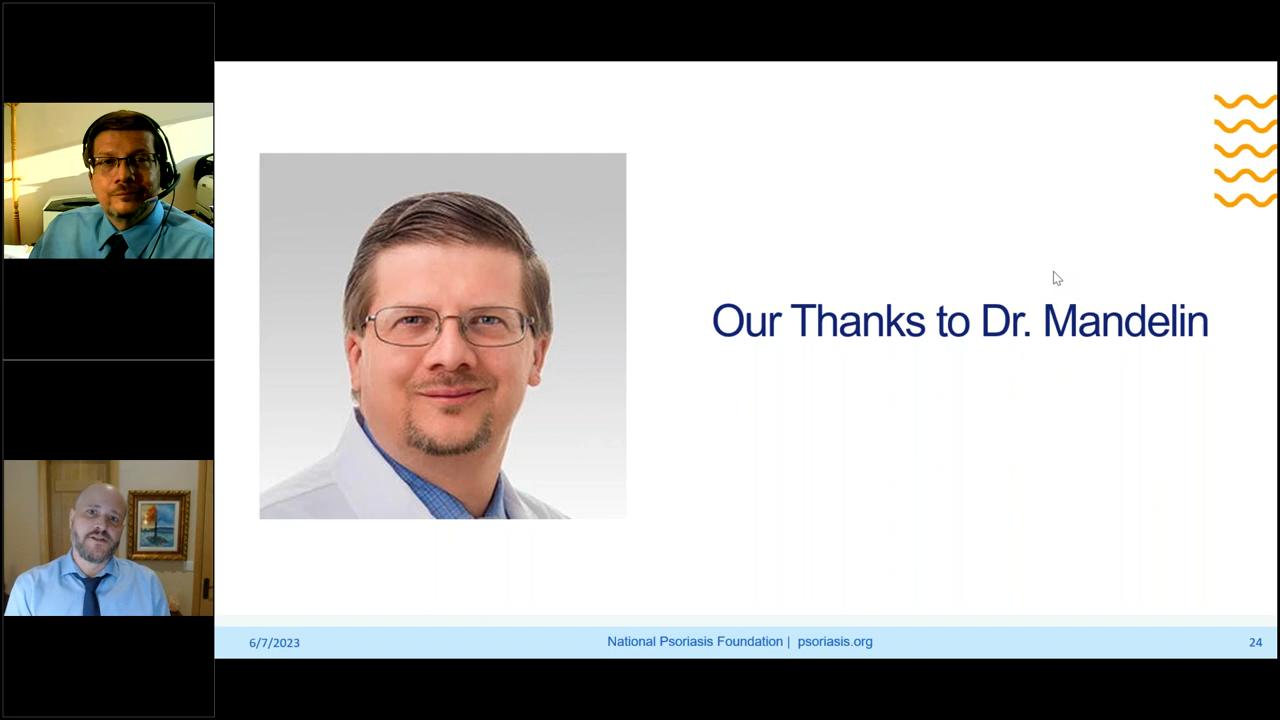 Our Thanks to Dr. Mandelin
6/7/2023
National Psoriasis Foundation | psoriasis.org
24